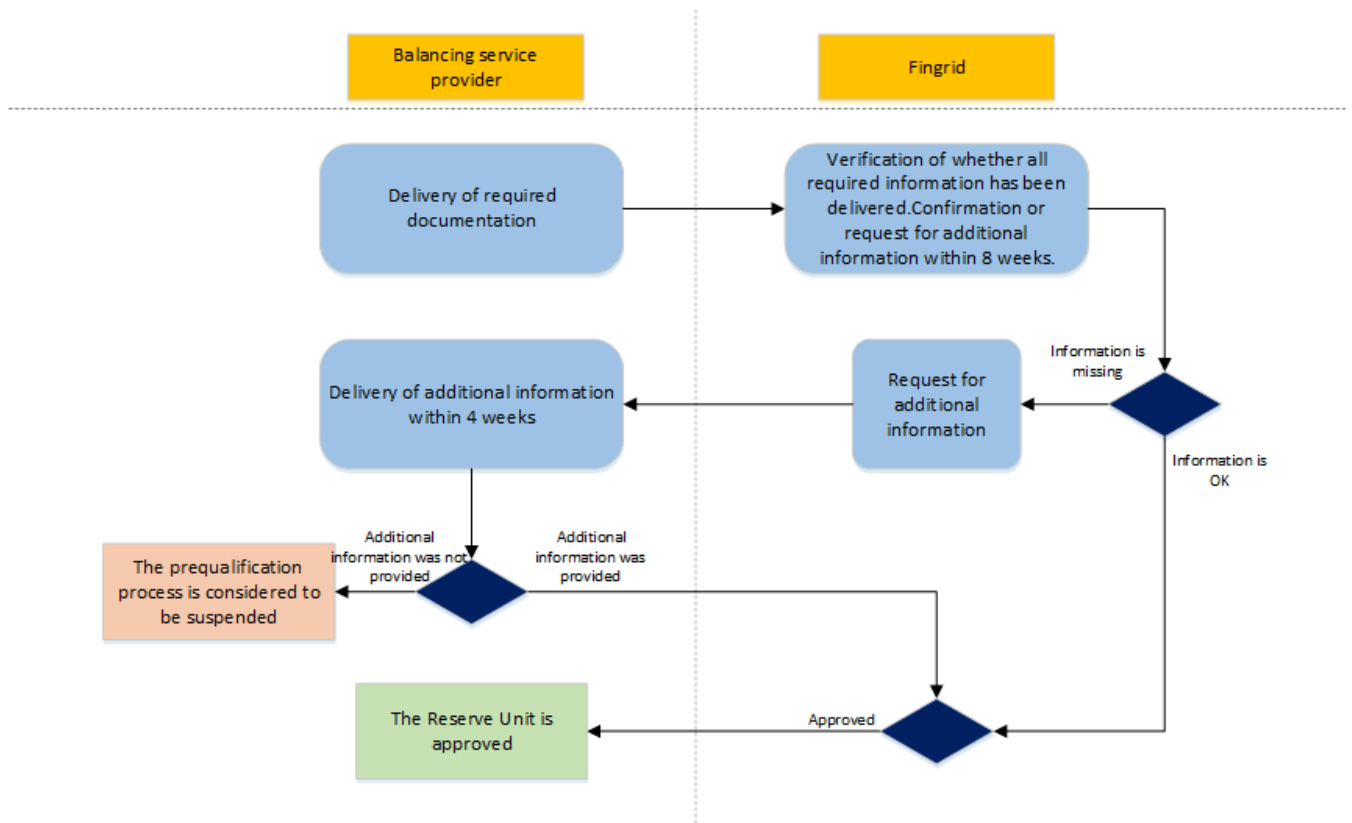 Balancing service
provider
Fingrid
Delivery of required
documentation
Verification of whether all
required information has been
delivered.Confirmation or
request for additional
information within 8 weeks.
Delivery of additional information
within 4 weeks
Request for
additional
information
Information is
missing
Information is
OK
Additional
information was not
provided
Additional
information was
provided
The prequalification
process is considered to
be suspended
The Reserve Unit is
approved
Approved